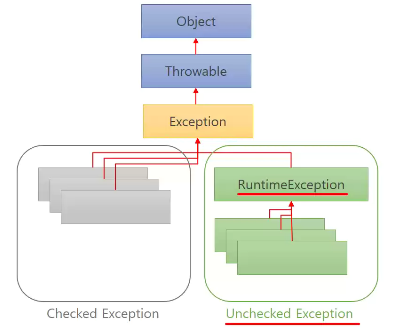 Object
Throwable
Exception
RuntimeException
Checked Exception
Unchecked Exception